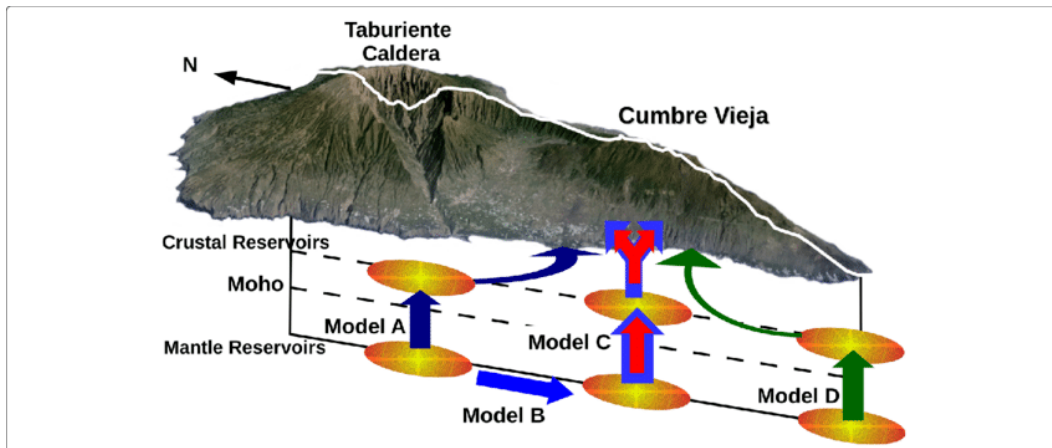 Taburiente
Caldera
N
Cumbre Vieja
Crustal Reservoirs
Moho
Model A
Model C
Mantle Reservoirs
Model B
Model D